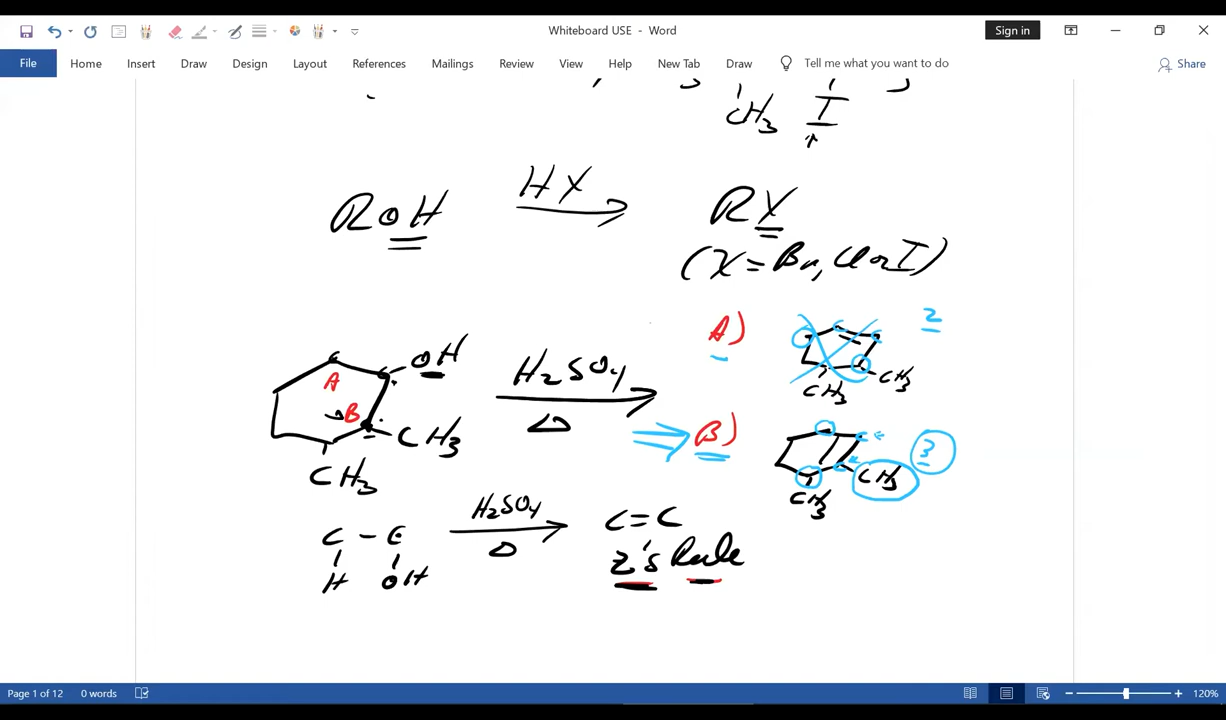 Whiteboard USE - Word
Sign in
File Home Insert Draw Design Layout References Mailings Review View Help New Tab Draw Tell me what you want to do Share
CH3 I
ROH HX RX
(X = Br, Cl or I)
A) 2
CH3 CH3
A OH H2SO4 Δ
B CH3
CH3
B) 3
CH3
CH3
C - C H2SO4 C=C
H OH Δ Z's Rule
Page 1 of 12 0 words 120%